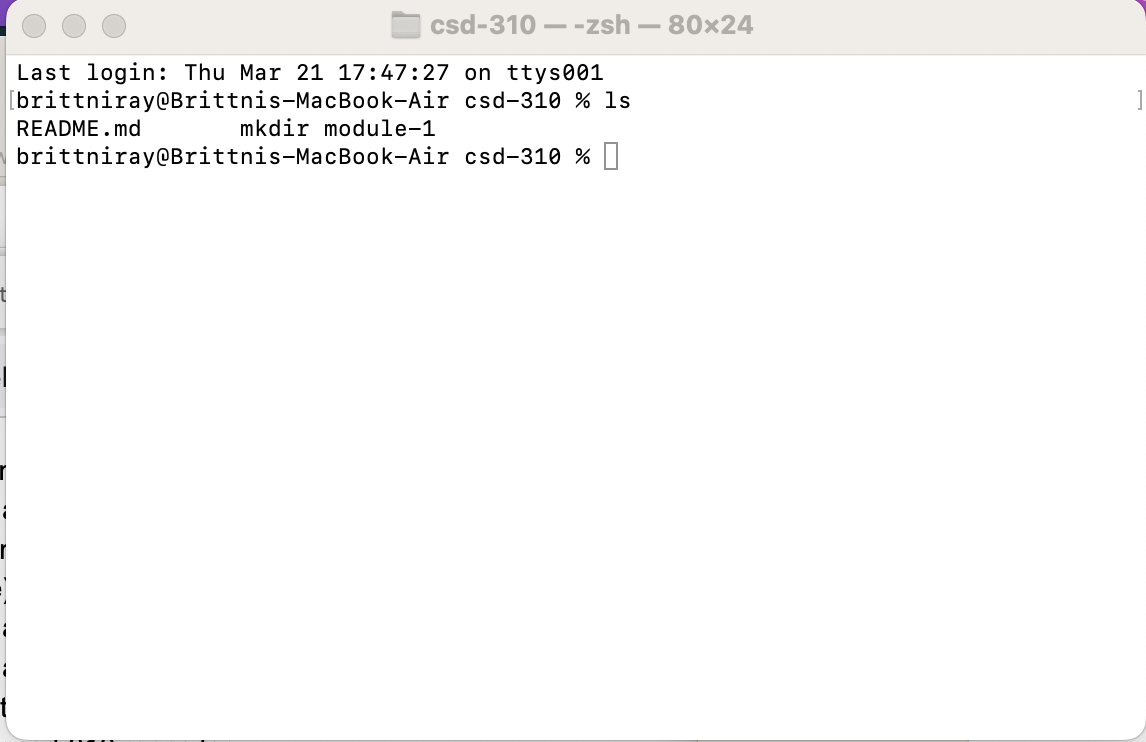 csd-310 — -zsh — 80×24
Last login: Thu Mar 21 17:47:27 on ttys001
[brittniray@Brittnis-MacBook-Air csd-310 % ls ]
README.md mkdir module-1
brittniray@Brittnis-MacBook-Air csd-310 %